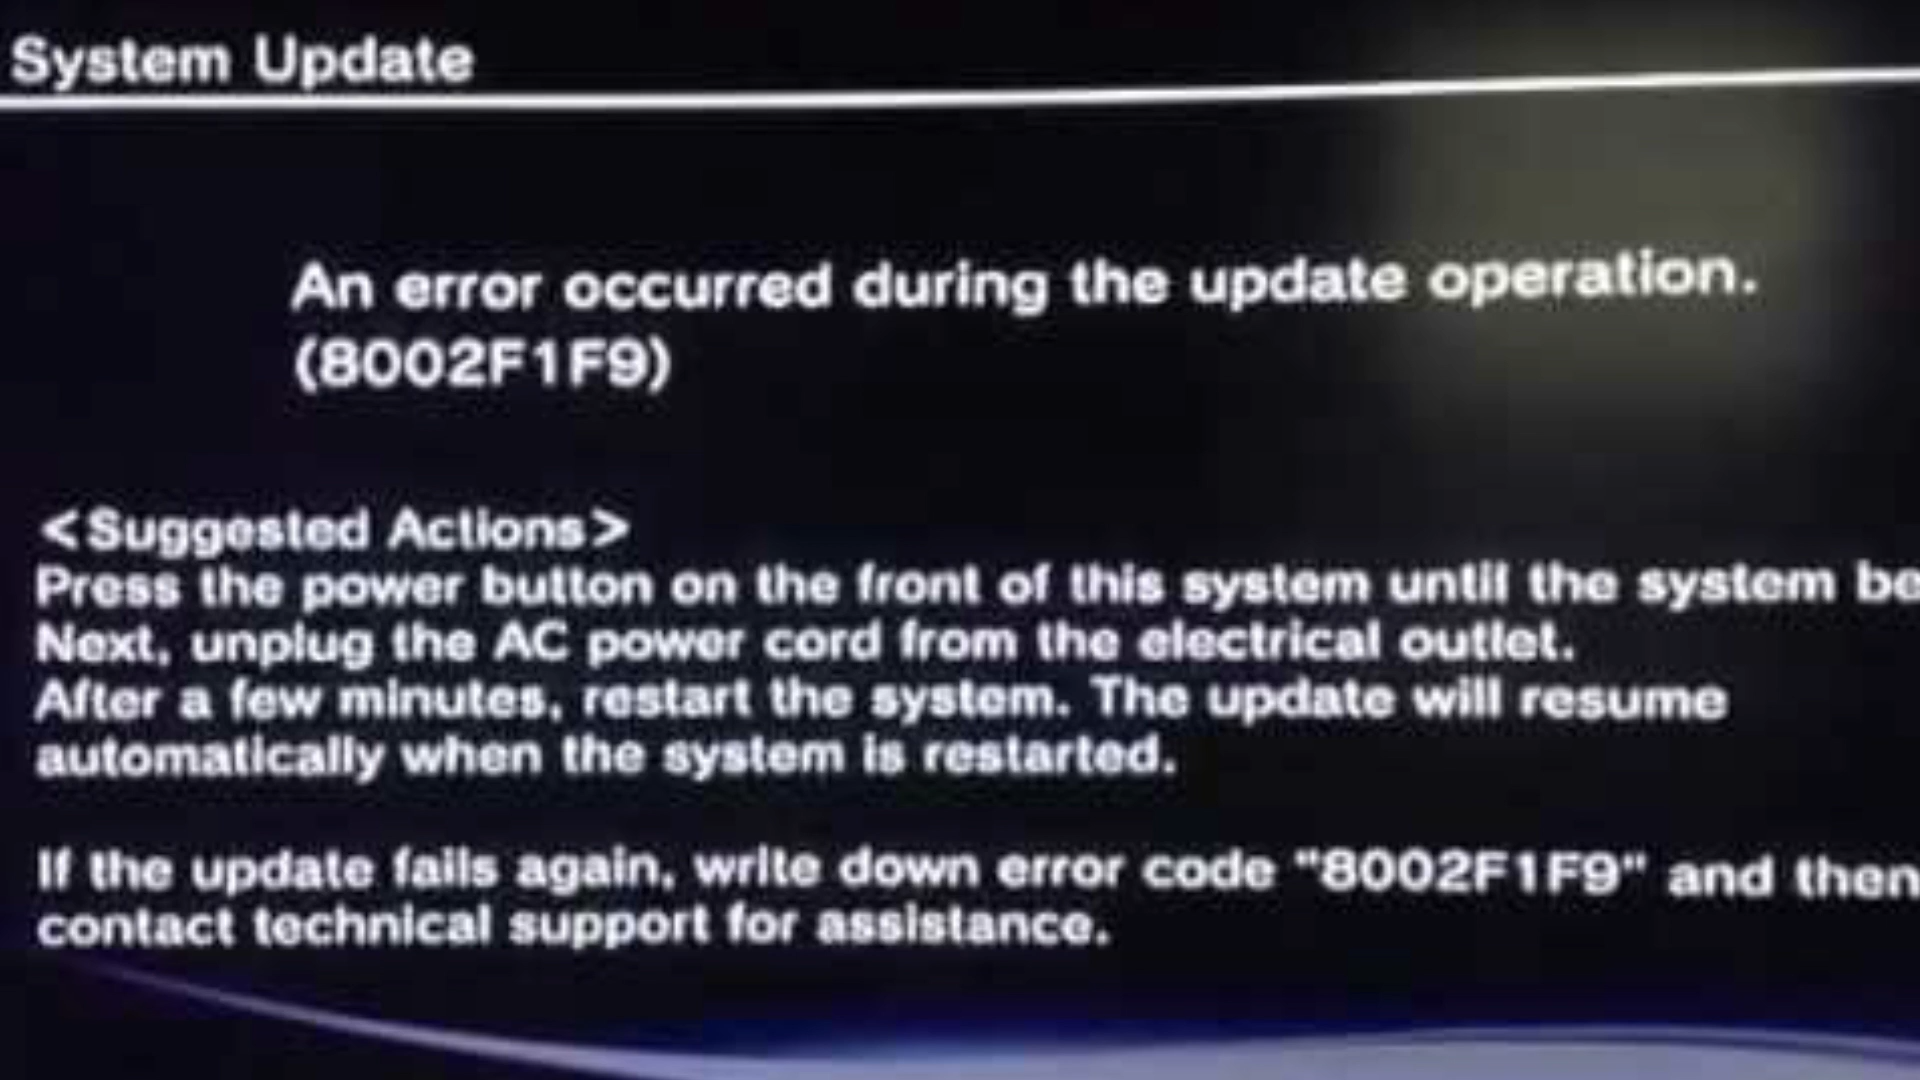 System Update
An error occurred during the update operation.
(8002F1F9)
<Suggested Actions>
Press the power button on the front of this system until the system be
Next, unplug the AC power cord from the electrical outlet.
After a few minutes, restart the system. The update will resume
automatically when the system is restarted.
If the update fails again, write down error code "8002F1F9" and then
contact technical support for assistance.